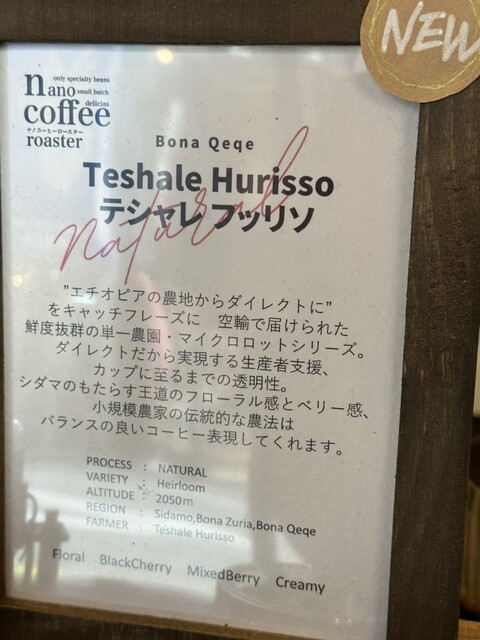 NEW
nano
only specialty beans
small batch
delicias
coffee
ナノコーヒーロースター
roaster
Bona Qeqe
Teshale Hurisso
テシャレ フッリソ
natural
"エチオピアの農地からダイレクトに"
をキャッチフレーズに 空輸で届けられた
鮮度抜群の単一農園・マイクロロットシリーズ。
ダイレクトだから実現する生産者支援、
カップに至るまでの透明性。
シダマのもたらす王道のフローラル感とベリー感、
小規模農家の伝統的な農法は
バランスの良いコーヒー表現してくれます。
PROCESS : NATURAL
VARIETY : Heirloom
ALTITUDE : 2050m
REGION : Sidamo,Bona Zuria,Bona Qeqe
FARMER : Teshale Hurisso
Floral BlackCherry MixedBerry Creamy